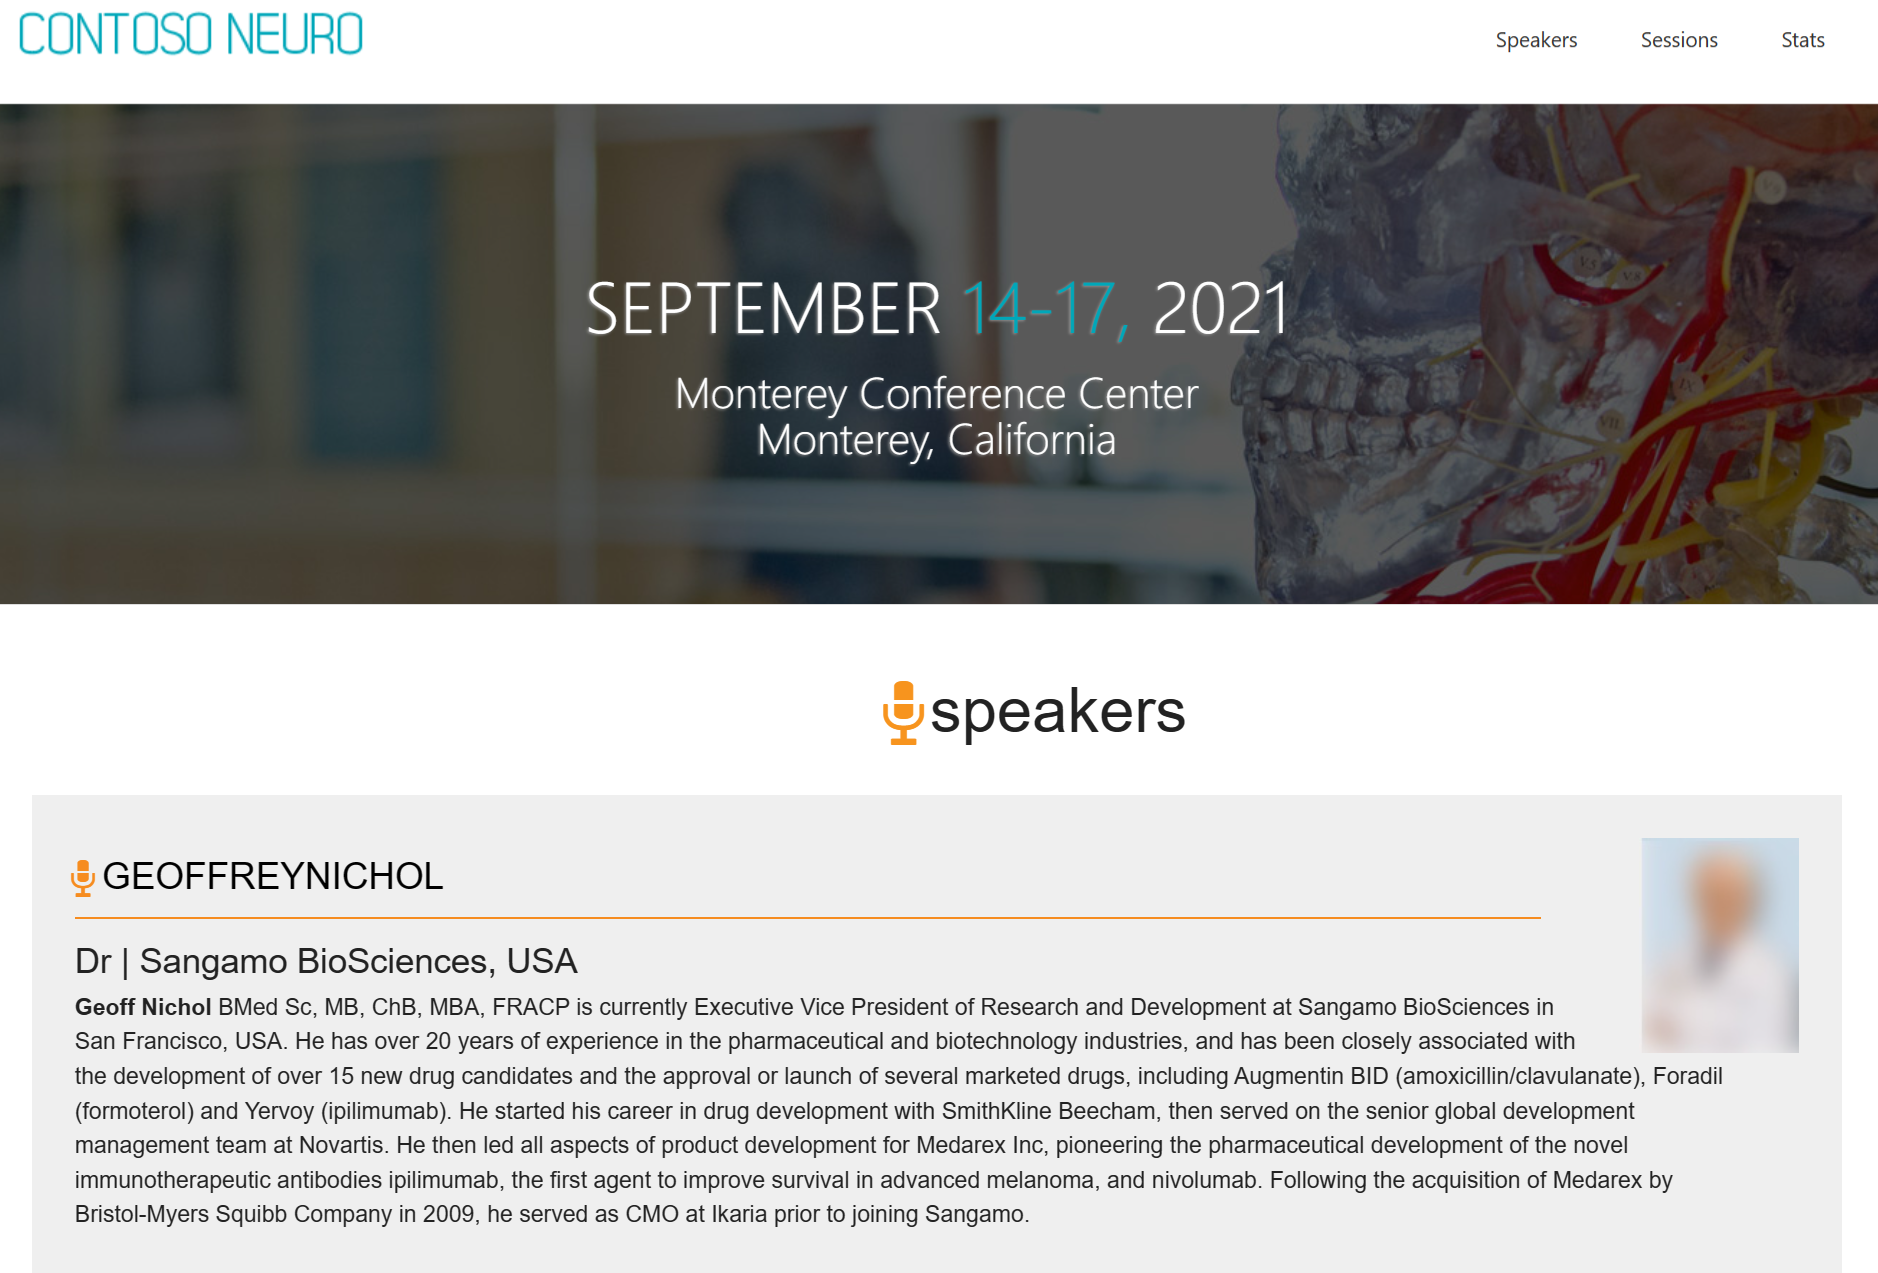 CONTOSO NEURO
Speakers
Sessions
Stats
SEPTEMBER 14-17, 2021
Monterey Conference Center
Monterey, California
V.5
V.8
IX
VII
speakers
GEOFFREYNICHOL
Dr | Sangamo BioSciences, USA
Geoff Nichol BMed Sc, MB, ChB, MBA, FRACP is currently Executive Vice President of Research and Development at Sangamo BioSciences in
San Francisco, USA. He has over 20 years of experience in the pharmaceutical and biotechnology industries, and has been closely associated with
the development of over 15 new drug candidates and the approval or launch of several marketed drugs, including Augmentin BID (amoxicillin/clavulanate), Foradil
(formoterol) and Yervoy (ipilimumab). He started his career in drug development with SmithKline Beecham, then served on the senior global development
management team at Novartis. He then led all aspects of product development for Medarex Inc, pioneering the pharmaceutical development of the novel
immunotherapeutic antibodies ipilimumab, the first agent to improve survival in advanced melanoma, and nivolumab. Following the acquisition of Medarex by
Bristol-Myers Squibb Company in 2009, he served as CMO at Ikaria prior to joining Sangamo.